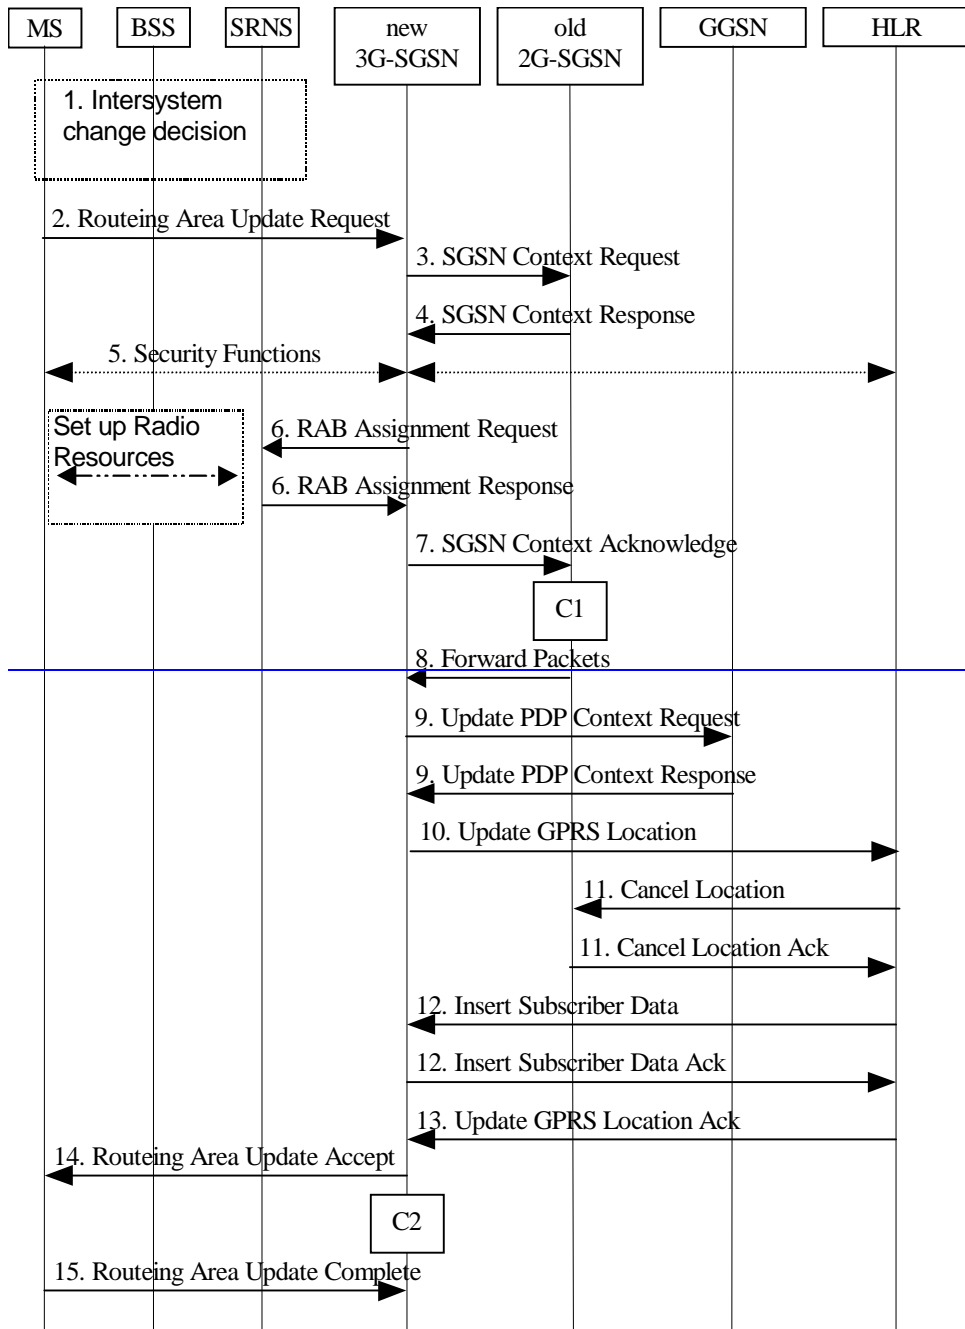 MS
BSS
SRNS
new
3G-SGSN
old
2G-SGSN
GGSN
HLR
1. Intersystem
change decision
2. Routeing Area Update Request
3. SGSN Context Request
4. SGSN Context Response
5. Security Functions
Set up Radio
Resources
6. RAB Assignment Request
6. RAB Assignment Response
7. SGSN Context Acknowledge
C1
8. Forward Packets
9. Update PDP Context Request
9. Update PDP Context Response
10. Update GPRS Location
11. Cancel Location
11. Cancel Location Ack
12. Insert Subscriber Data
12. Insert Subscriber Data Ack
13. Update GPRS Location Ack
14. Routeing Area Update Accept
C2
15. Routeing Area Update Complete